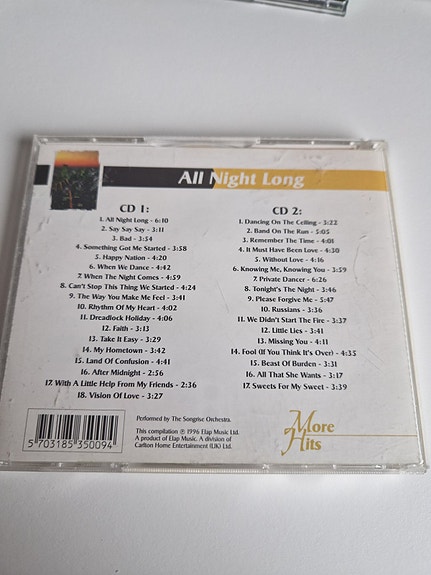 All Night Long
CD 1:
1. All Night Long - 6:10
2. Say Say Say - 3:11
3. Bad - 3:54
4. Something Got Me Started - 3:58
5. Happy Nation - 4:20
6. When We Dance - 4:42
7. When The Night Comes - 4:59
8. Can't Stop This Thing We Started - 4:24
9. The Way You Make Me Feel - 3:41
10. Rhythm Of My Heart - 4:02
11. Dreadlock Holiday - 4:06
12. Faith - 3:13
13. Take It Easy - 3:29
14. My Hometown - 3:42
15. Land Of Confusion - 4:41
16. After Midnight - 2:56
17. With A Little Help From My Friends - 2:36
18. Vision Of Love - 3:27
CD 2:
1. Dancing On The Ceiling - 3:22
2. Band On The Run - 5:05
3. Remember The Time - 4:01
4. It Must Have Been Love - 4:30
5. Without Love - 4:16
6. Knowing Me, Knowing You - 3:59
7. Private Dancer - 6:26
8. Tonight's The Night - 3:46
9. Please Forgive Me - 5:47
10. Russians - 3:36
11. We Didn't Start The Fire - 3:37
12. Little Lies - 3:41
13. Missing You - 4:11
14. Fool (If You Think It's Over) - 4:35
15. Beast Of Burden - 3:31
16. All That She Wants - 3:17
17. Sweets For My Sweet - 3:39
5 703185 350094
Performed by The Songrise Orchestra.
This compilation ℗ 1996 Elap Music Ltd.
A product of Elap Music. A division of
Carlton Home Entertainment (UK) Ltd.
More
Hits